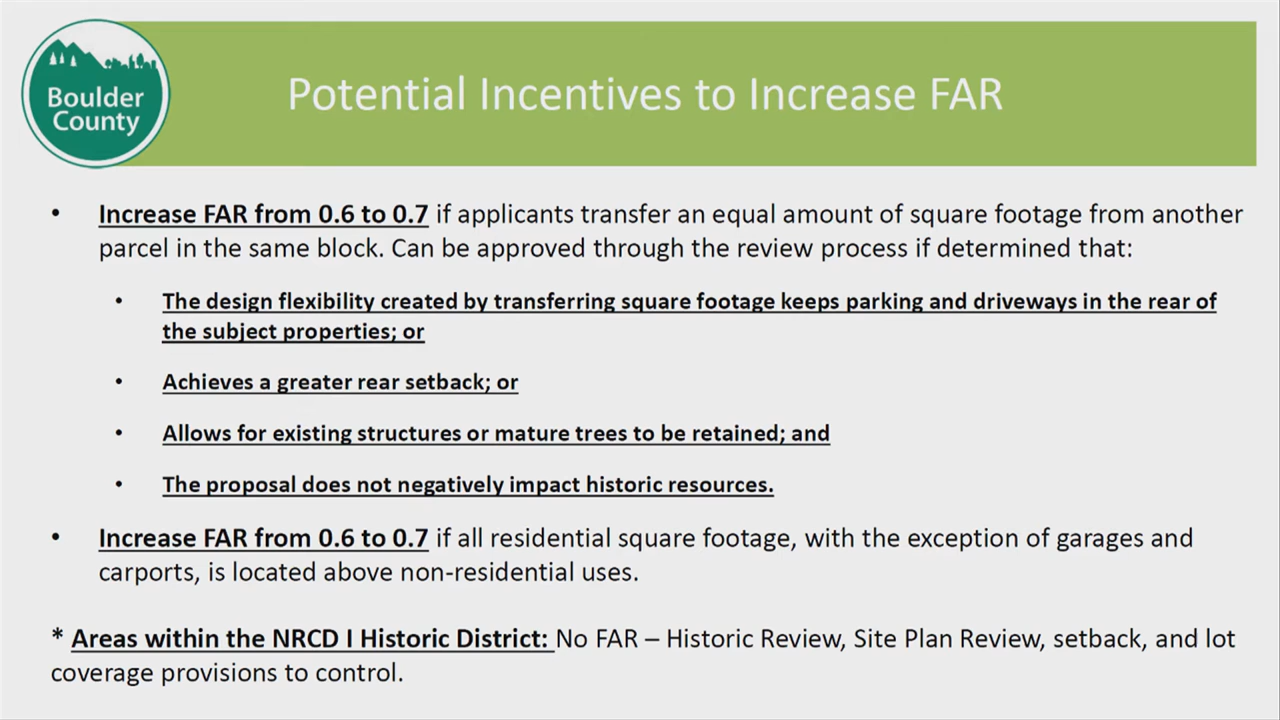 Boulder
County
Potential Incentives to Increase FAR
• Increase FAR from 0.6 to 0.7 if applicants transfer an equal amount of square footage from another
parcel in the same block. Can be approved through the review process if determined that:
• The design flexibility created by transferring square footage keeps parking and driveways in the rear of
the subject properties; or
• Achieves a greater rear setback; or
• Allows for existing structures or mature trees to be retained; and
• The proposal does not negatively impact historic resources.
• Increase FAR from 0.6 to 0.7 if all residential square footage, with the exception of garages and
carports, is located above non-residential uses.
* Areas within the NRCD I Historic District: No FAR – Historic Review, Site Plan Review, setback, and lot
coverage provisions to control.